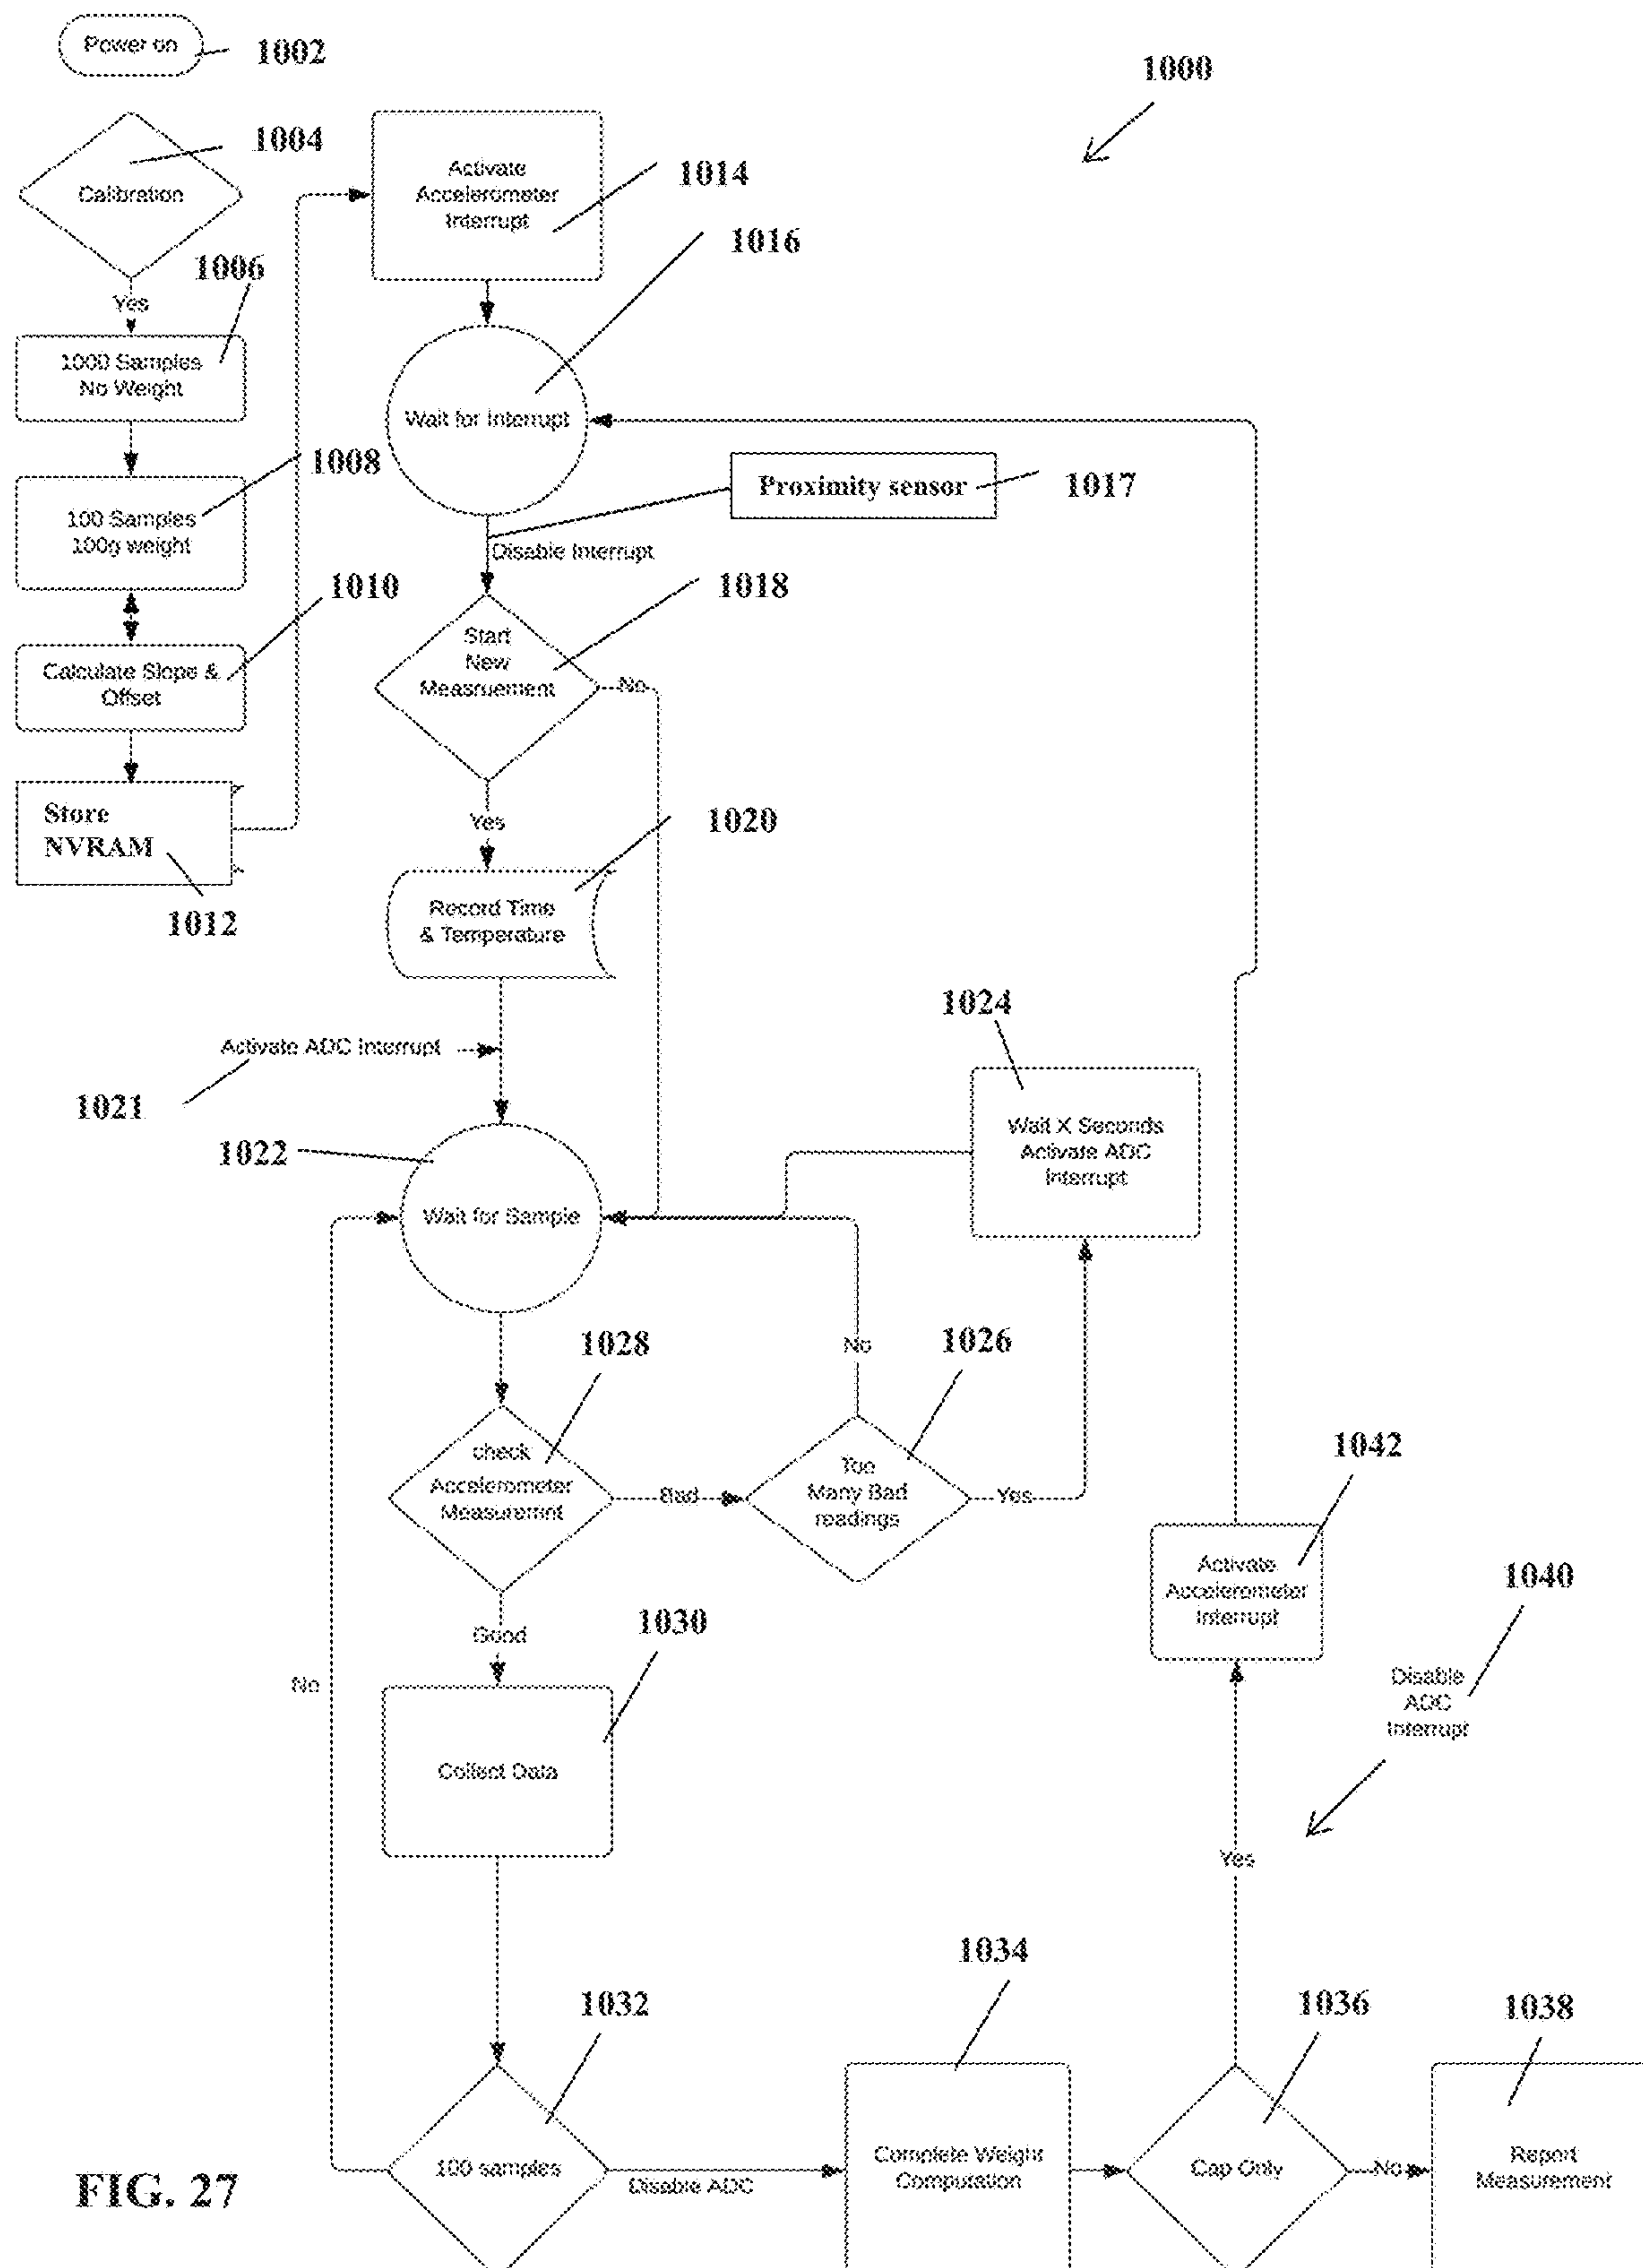 Power on
1002
1000
1004
Calibration
Activate
Accelerometer
Interrupt
1014
1016
1006
Yes
1000 Samples
No Weight
Wait for Interrupt
1008
100 Samples
100g weight
Proximity sensor
1017
Disable Interrupt
1010
1018
Calculate Slope &
Offset
Start
New
Measruement
No
Store
NVRAM
1012
Yes
1020
Record Time
& Temperature
Activate ADC Interrupt
1021
1024
Wait X Seconds
Activate ADC
Interrupt
1022
Wait for Sample
1028
No
1026
check
Accelerometer
Measuremnt
Bad
Too
Many Bad
readings
Yes
1042
Activate
Accelerometer
Interrupt
1040
Disable
ADC
Interrupt
Good
1030
No
Collect Data
Yes
1034
1032
1036
1038
100 samples
Disable ADC
Complete Weight
Computation
Cap Only
No
Report
Measurement
FIG. 27